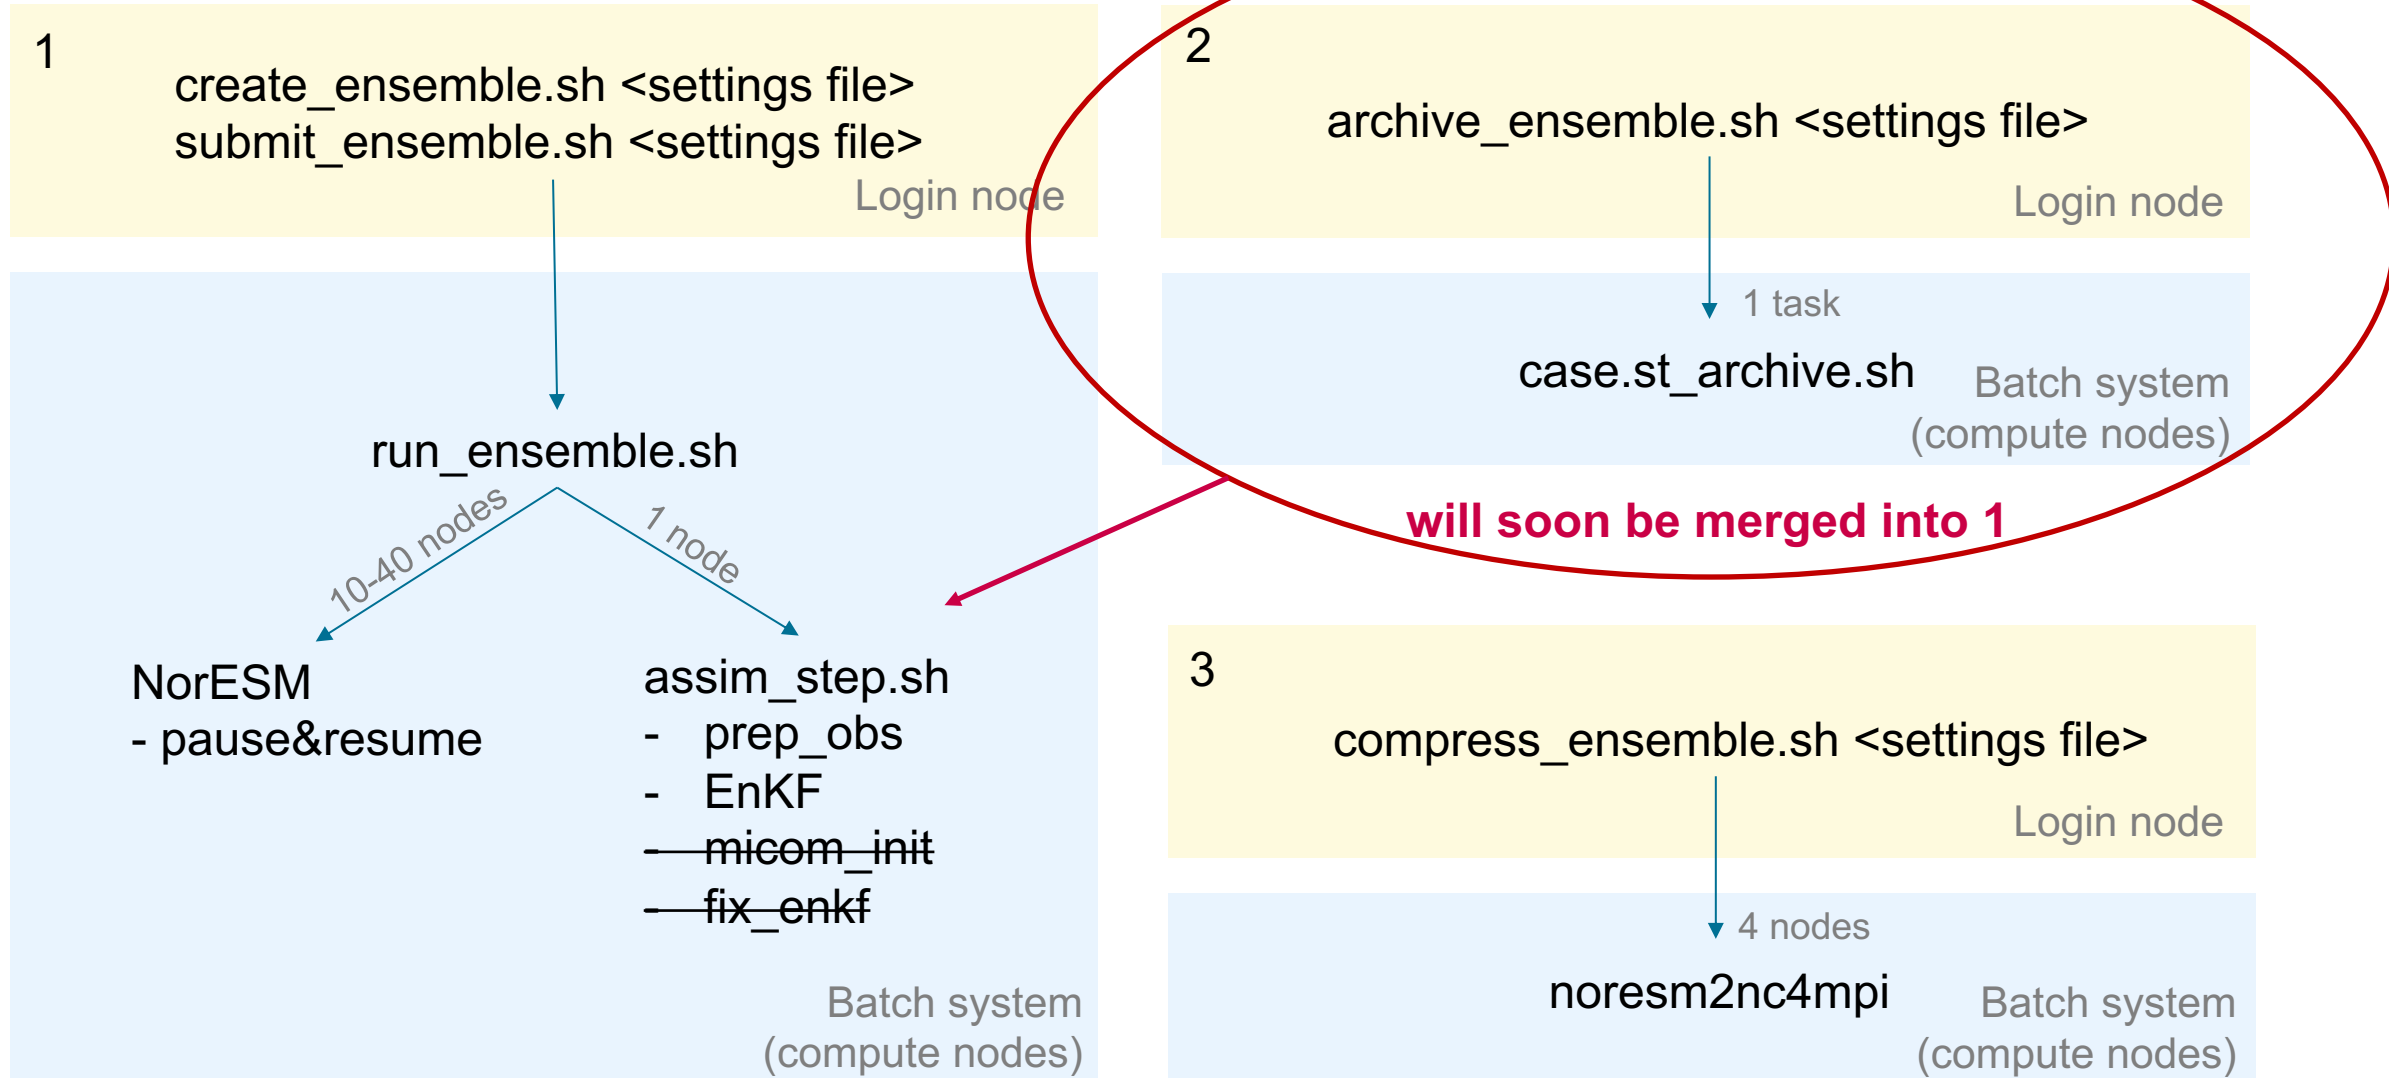 1
create_ensemble.sh <settings file>
submit_ensemble.sh <settings file>
Login node
run_ensemble.sh
10-40 nodes
1 node
NorESM
- pause&resume
assim_step.sh
- prep_obs
- EnKF
- micom_init
- fix_enkf
Batch system
(compute nodes)
2
archive_ensemble.sh <settings file>
Login node
1 task
case.st_archive.sh
Batch system
(compute nodes)
will soon be merged into 1
3
compress_ensemble.sh <settings file>
Login node
4 nodes
noresm2nc4mpi
Batch system
(compute nodes)